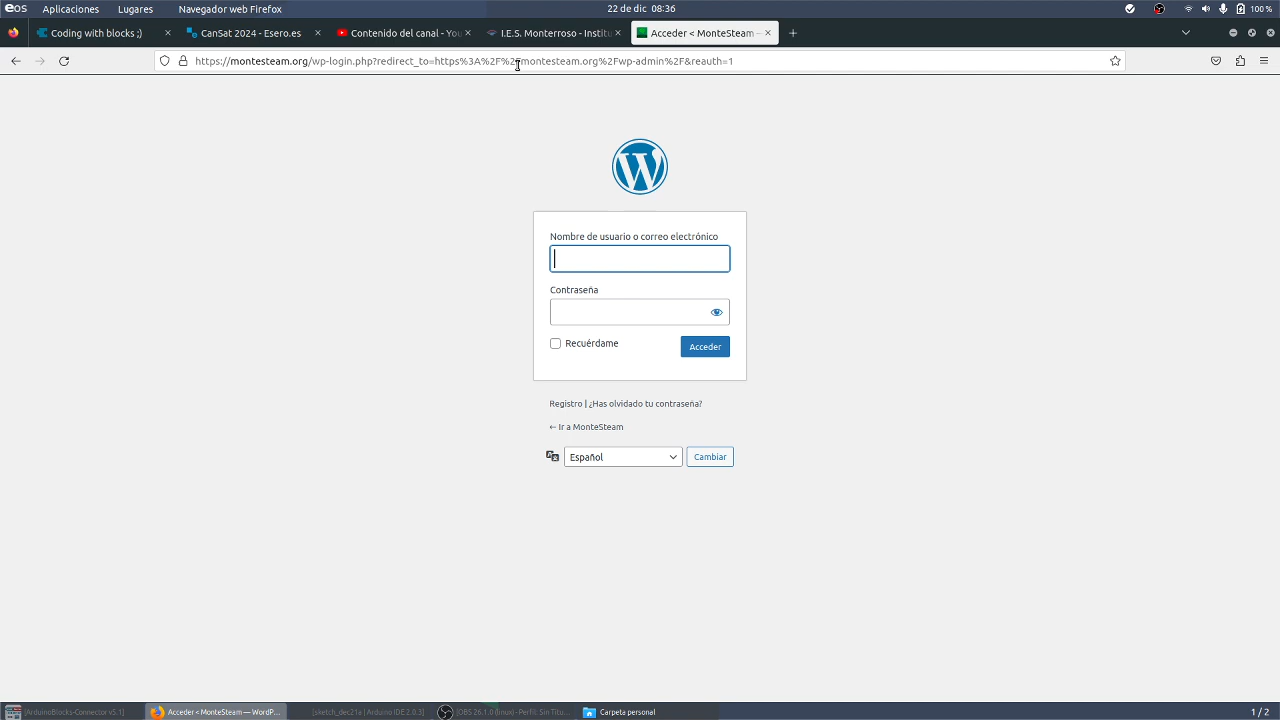 eOS Aplicaciones Lugares Navegador web Firefox 22 de dic 08:36 100 %
Coding with blocks ;) CanSat 2024 - Esero.es Contenido del canal - You I.E.S. Monterroso - Institu Acceder < MonteSteam —
https://montesteam.org/wp-login.php?redirect_to=https%3A%2F%2Fmontesteam.org%2Fwp-admin%2F&reauth=1
Nombre de usuario o correo electrónico
Contraseña
Recuérdame Acceder
Registro | ¿Has olvidado tu contraseña?
← Ir a MonteSteam
Español Cambiar
[ArduinoBlocks-Connector v5.1] Acceder < MonteSteam — WordP... [sketch_dec21a | Arduino IDE 2.0.3] [OBS 26.1.0 (linux) - Perfil: Sin Títu... Carpeta personal 1 / 2